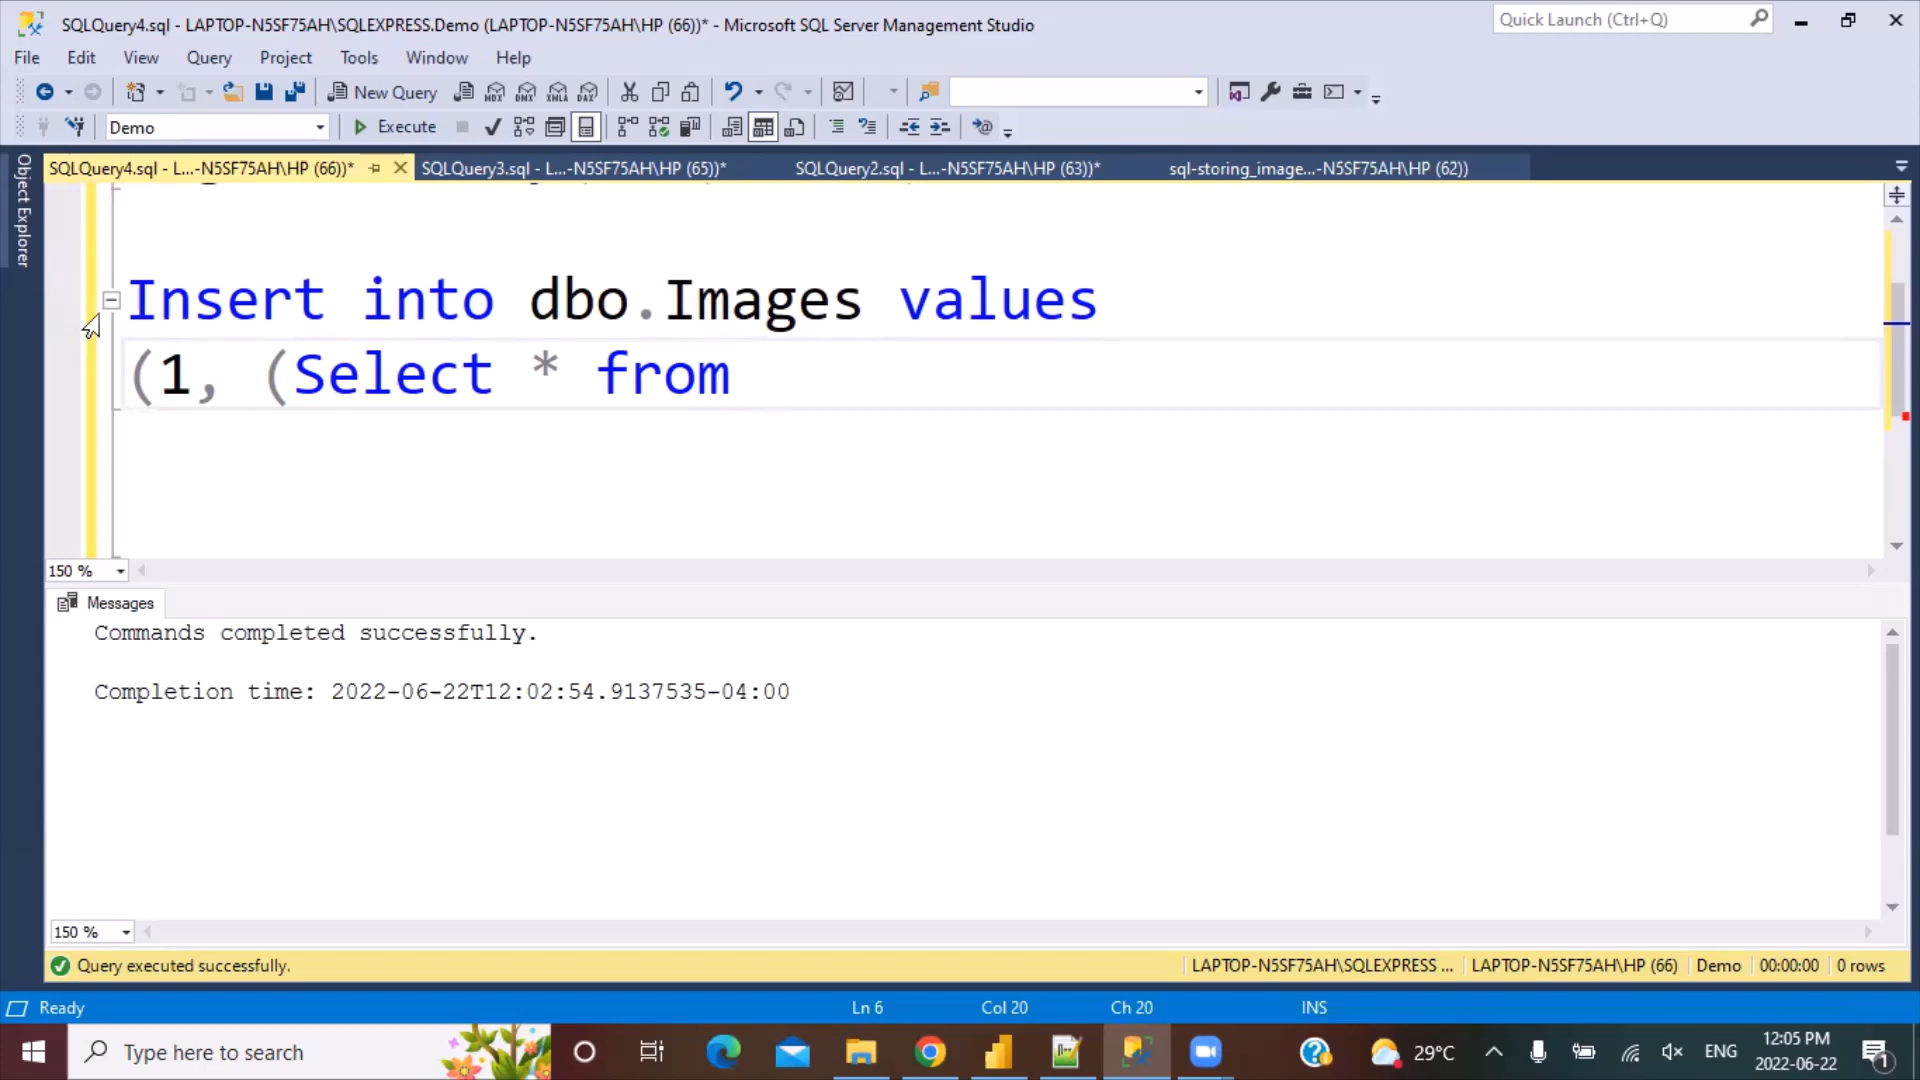 SQLQuery4.sql - LAPTOP-N5SF75AH\SQLEXPRESS.Demo (LAPTOP-N5SF75AH\HP (66))* - Microsoft SQL Server Management Studio
Quick Launch (Ctrl+Q)
File Edit View Query Project Tools Window Help
New Query
MDX DMX XMLA DAX
Demo
Execute
Object Explorer
SQLQuery4.sql - L...-N5SF75AH\HP (66))*
SQLQuery3.sql - L...-N5SF75AH\HP (65))*
SQLQuery2.sql - L...-N5SF75AH\HP (63))*
sql-storing_image...-N5SF75AH\HP (62))
Insert into dbo.Images values
(1, (Select * from
150 %
Messages
Commands completed successfully.
Completion time: 2022-06-22T12:02:54.9137535-04:00
150 %
Query executed successfully.
LAPTOP-N5SF75AH\SQLEXPRESS ...
LAPTOP-N5SF75AH\HP (66)
Demo
00:00:00
0 rows
Ready
Ln 6
Col 20
Ch 20
INS
Type here to search
29°C
ENG
12:05 PM
2022-06-22
1